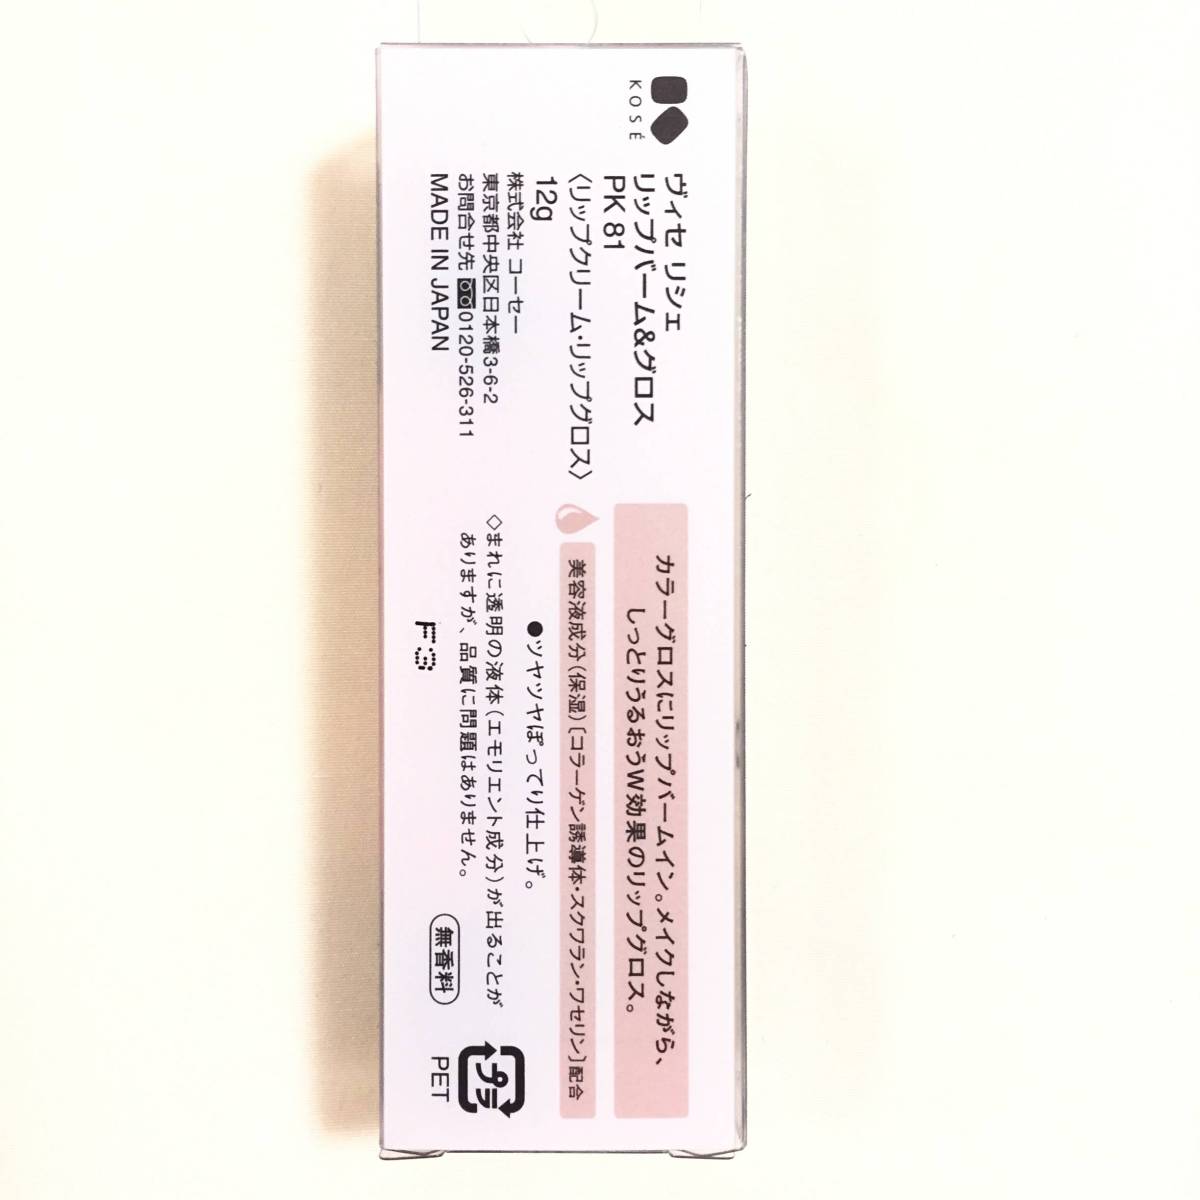 KOSÉ
ヴィセ リシェ
リップバーム&グロス
PK 81
〈リップクリーム・リップグロス〉
12g
株式会社 コーセー
東京都中央区日本橋3-6-2
お問合せ先 0120-526-311
MADE IN JAPAN
カラーグロスにリップバームイン。メイクしながら、
しっとりうるおうW効果のリップグロス。
美容液成分(保湿)[コラーゲン誘導体・スクワラン・ワセリン]配合
●ツヤツヤぽってり仕上げ。
◇まれに透明の液体(エモリエント成分)が出ることが
ありますが、品質に問題はありません。
F3
無香料
プラ
PET